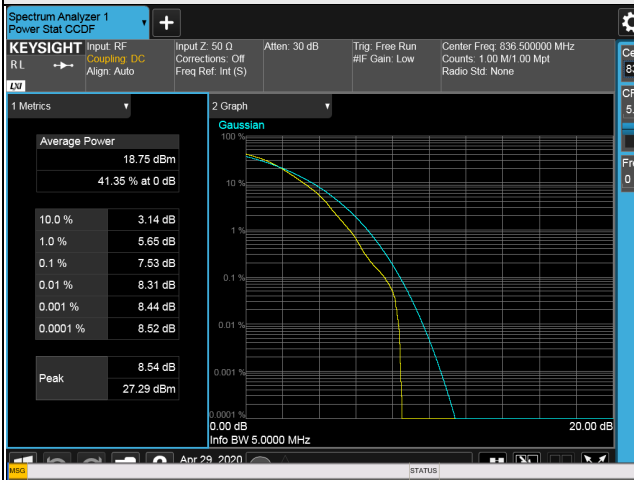 Spectrum Analyzer 1
Power Stat CCDF
KEYSIGHT
R L
LXI
Input: RF
Coupling: DC
Align: Auto
Input Z: 50 Ω
Corrections: Off
Freq Ref: Int (S)
Atten: 30 dB
Trig: Free Run
#IF Gain: Low
Center Freq: 836.500000 MHz
Counts: 1.00 M/1.00 Mpt
Radio Std: None
1 Metrics
Average Power
18.75 dBm
41.35 % at 0 dB
10.0 % 3.14 dB
1.0 % 5.65 dB
0.1 % 7.53 dB
0.01 % 8.31 dB
0.001 % 8.44 dB
0.0001 % 8.52 dB
Peak
8.54 dB
27.29 dBm
2 Graph
Gaussian
100 %
10 %
1 %
0.1 %
0.01 %
0.001 %
0.0001 %
0.00 dB
20.00 dB
Info BW 5.0000 MHz
Apr 29, 2020
MSG
STATUS